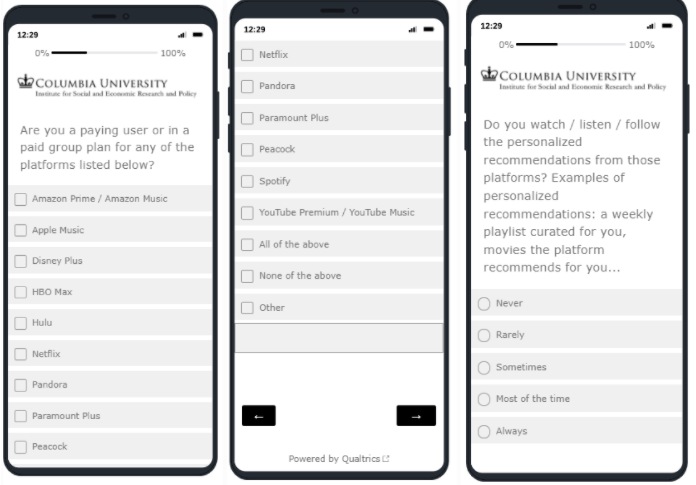 12:29
0% 100%
COLUMBIA UNIVERSITY
Institute for Social and Economic Research and Policy
Are you a paying user or in a
paid group plan for any of the
platforms listed below?
Amazon Prime / Amazon Music
Apple Music
Disney Plus
HBO Max
Hulu
Netflix
Pandora
Paramount Plus
Peacock
12:29
Netflix
Pandora
Paramount Plus
Peacock
Spotify
YouTube Premium / YouTube Music
All of the above
None of the above
Other
← →
Powered by Qualtrics
12:29
0% 100%
COLUMBIA UNIVERSITY
Institute for Social and Economic Research and Policy
Do you watch / listen / follow
the personalized
recommendations from those
platforms? Examples of
personalized
recommendations: a weekly
playlist curated for you,
movies the platform
recommends for you...
Never
Rarely
Sometimes
Most of the time
Always